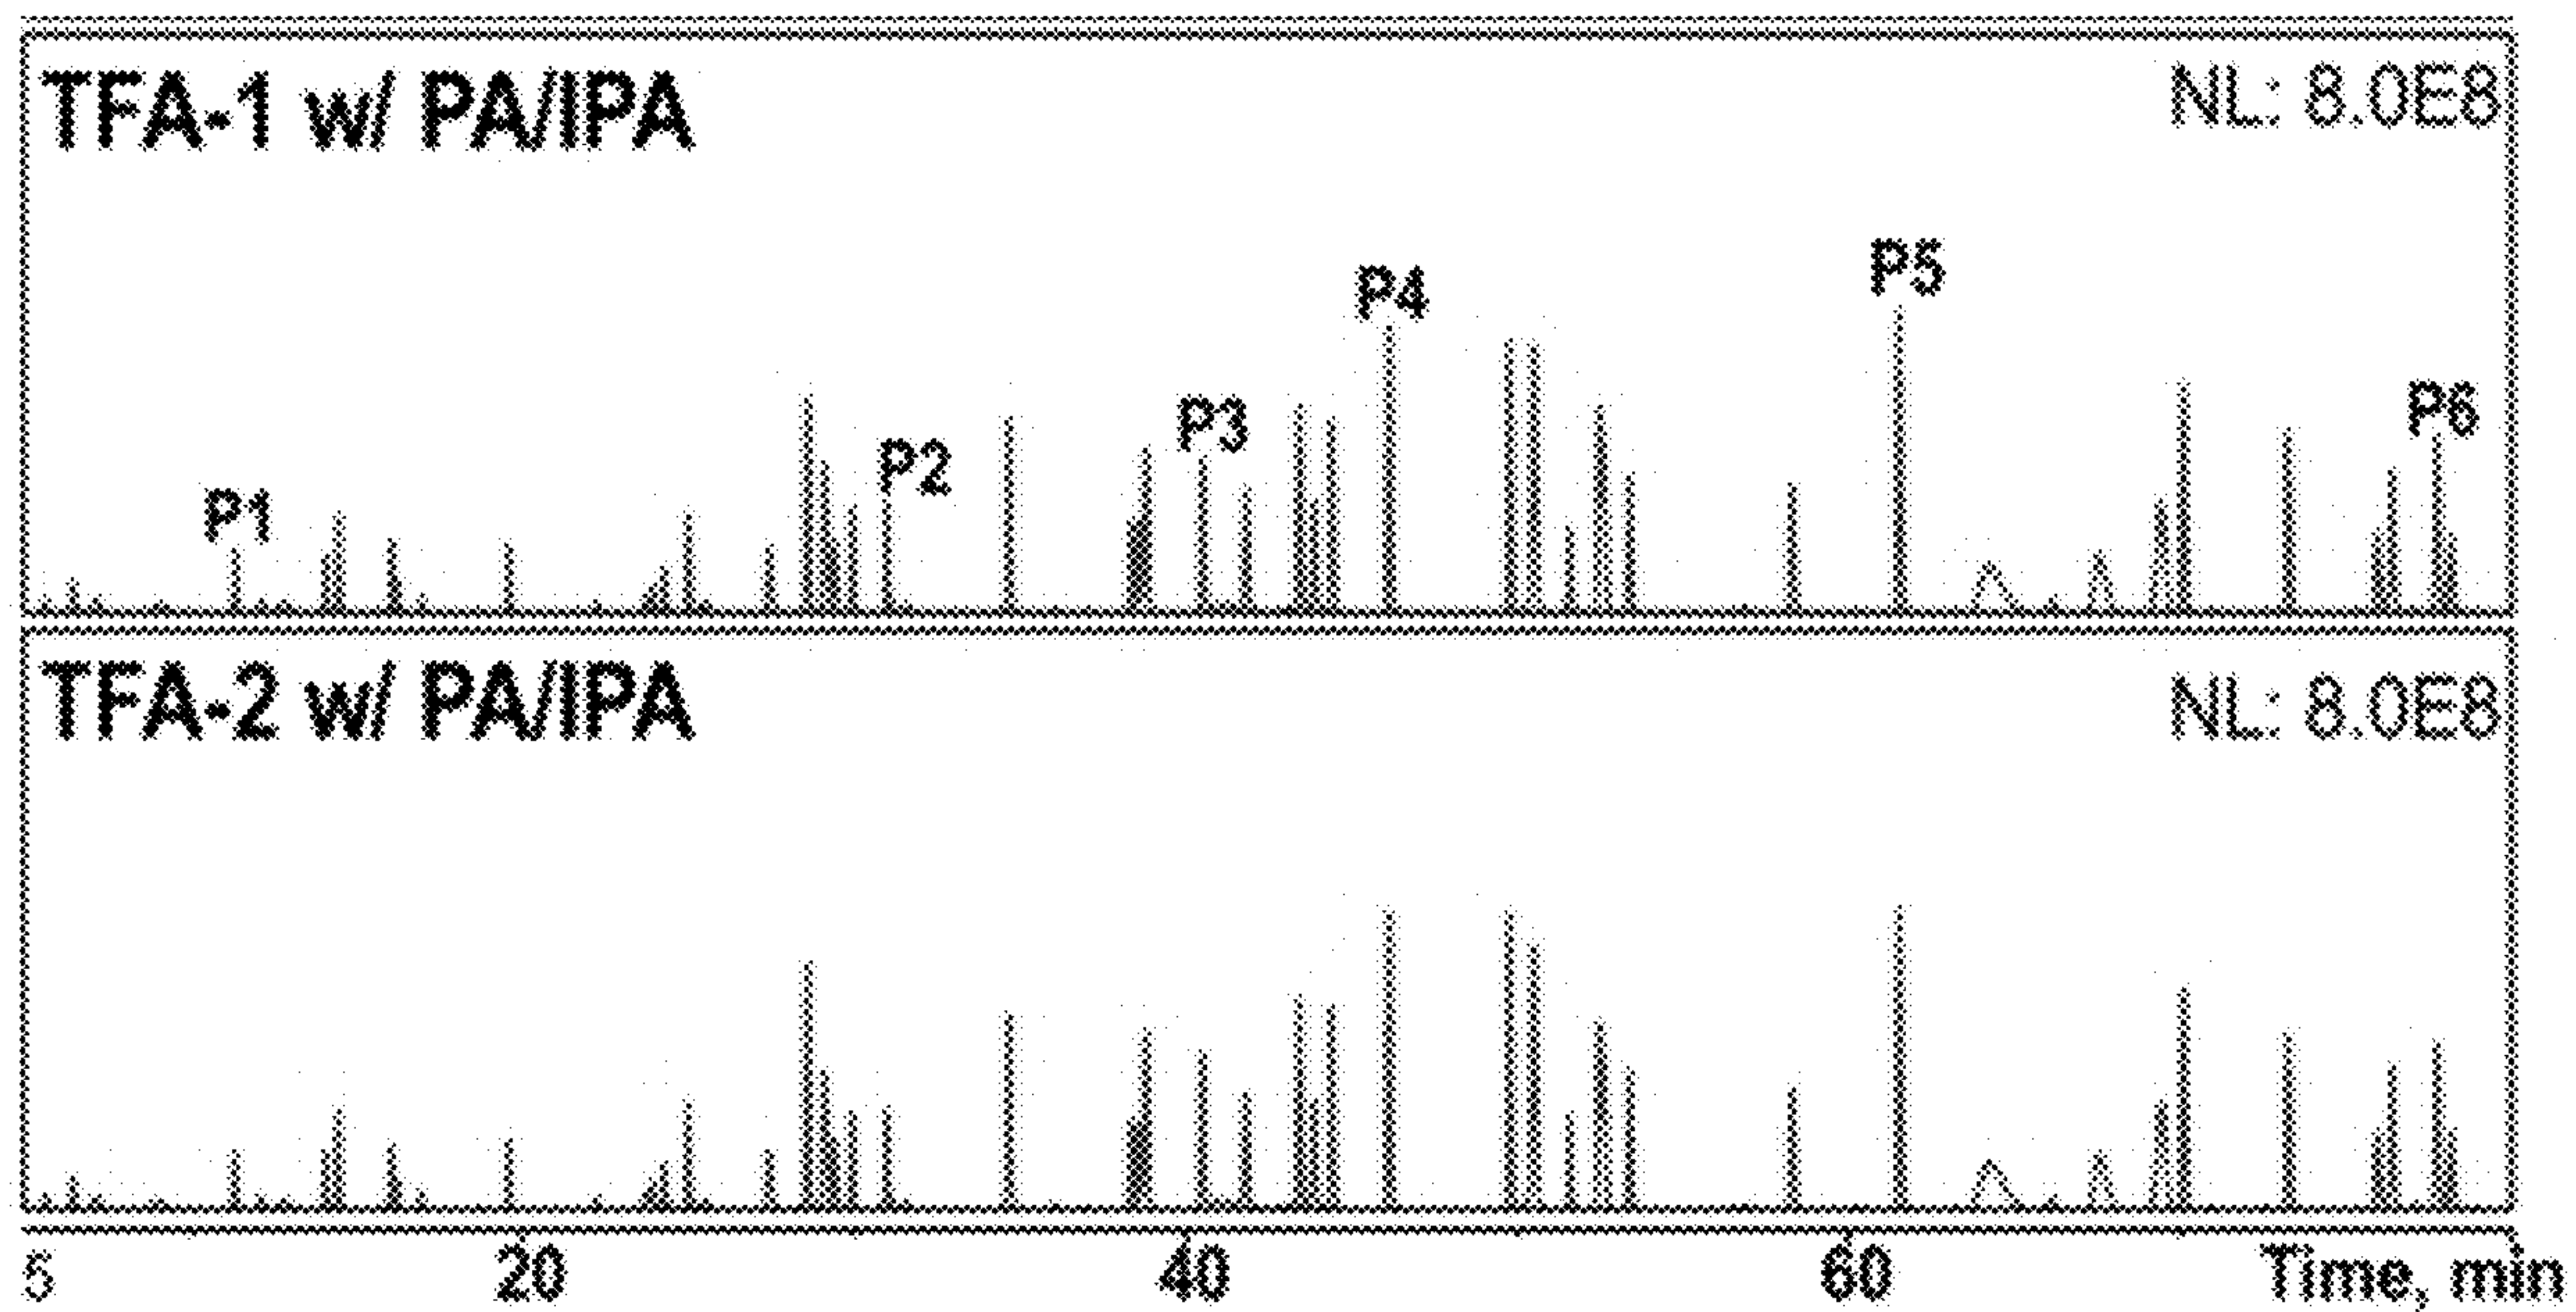 TFA-1 w/ PA/IPA NL: 8.0E8
P5
P4
P6
P3
P2
P1
TFA-2 w/ PA/IPA NL: 8.0E8
5 20 40 60 Time, min